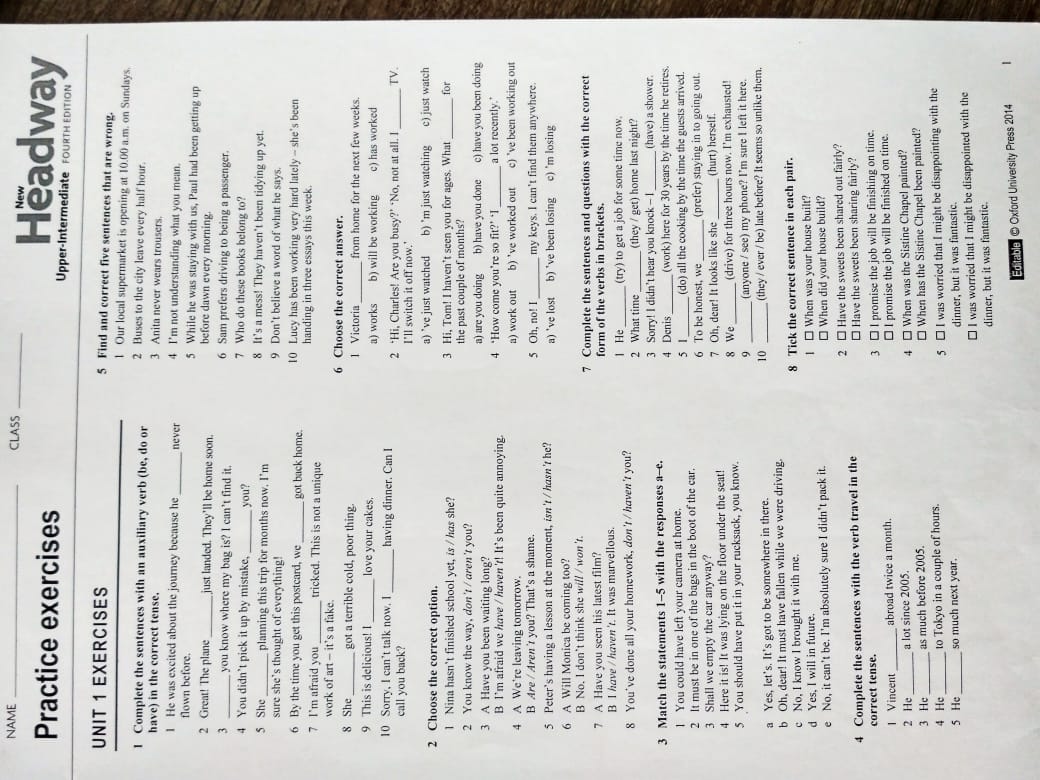 NAME ____________ CLASS ________
New
Headway
Practice exercises
Upper-Intermediate FOURTH EDITION
UNIT 1 EXERCISES
1 Complete the sentences with an auxiliary verb (be, do or
have) in the correct tense.
1 He was excited about the journey because he ______ never
flown before.
2 Great! The plane ______ just landed. They'll be home soon.
3 ______ you know where my bag is? I can't find it.
4 You didn't pick it up by mistake, ______ you?
5 She ______ planning this trip for months now. I'm
sure she's thought of everything!
6 By the time you get this postcard, we ______ got back home.
7 I'm afraid you ______ tricked. This is not a unique
work of art – it's a fake.
8 She ______ got a terrible cold, poor thing.
9 This is delicious! I ______ love your cakes.
10 Sorry, I can't talk now. I ______ having dinner. Can I
call you back?
2 Choose the correct option.
1 Nina hasn't finished school yet, is / has she?
2 You know the way, don't / aren't you?
3 A Have you been waiting long?
B I'm afraid we have / haven't! It's been quite annoying.
4 A We're leaving tomorrow.
B Are / Aren't you? That's a shame.
5 Peter's having a lesson at the moment, isn't / hasn't he?
6 A Will Monica be coming too?
B No, I don't think she will / won't.
7 A Have you seen his latest film?
B I have / haven't. It was marvellous.
8 You've done all your homework, don't / haven't you?
3 Match the statements 1–5 with the responses a–e.
1 You could have left your camera at home.
2 It must be in one of the bags in the boot of the car.
3 Shall we empty the car anyway?
4 Here it is! It was lying on the floor under the seat!
5 You should have put it in your rucksack, you know.
a Yes, let's. It's got to be somewhere in there.
b Oh, dear! It must have fallen while we were driving.
c No, I know I brought it with me.
d Yes, I will in future.
e No, it can't be. I'm absolutely sure I didn't pack it.
4 Complete the sentences with the verb travel in the
correct tense.
1 Vincent ______ abroad twice a month.
2 He ______ a lot since 2005.
3 He ______ as much before 2005.
4 He ______ to Tokyo in a couple of hours.
5 He ______ so much next year.
5 Find and correct five sentences that are wrong.
1 Our local supermarket is opening at 10.00 a.m. on Sundays.
2 Buses to the city leave every half hour.
3 Anita never wears trousers.
4 I'm not understanding what you mean.
5 While he was staying with us, Paul had been getting up
before dawn every morning.
6 Sam prefers driving to being a passenger.
7 Who do these books belong to?
8 It's a mess! They haven't been tidying up yet.
9 Don't believe a word of what he says.
10 Lucy has been working very hard lately – she's been
handing in three essays this week.
6 Choose the correct answer.
1 Victoria ______ from home for the next few weeks.
a) works b) will be working c) has worked
2 'Hi, Charles! Are you busy?' 'No, not at all. I ______ TV.
I'll switch it off now.'
a) 've just watched b) 'm just watching c) just watch
3 Hi, Tom! I haven't seen you for ages. What ______ for
the past couple of months?
a) are you doing b) have you done c) have you been doing
4 'How come you're so fit?' 'I ______ a lot recently.'
a) work out b) 've worked out c) 've been working out
5 Oh, no! I ______ my keys. I can't find them anywhere.
a) 've lost b) 've been losing c) 'm losing
7 Complete the sentences and questions with the correct
form of the verbs in brackets.
1 He ______ (try) to get a job for some time now.
2 What time ______ (they / get) home last night?
3 Sorry! I didn't hear you knock – I ______ (have) a shower.
4 Denis ______ (work) here for 30 years by the time he retires.
5 I ______ (do) all the cooking by the time the guests arrived.
6 To be honest, we ______ (prefer) staying in to going out.
7 Oh, dear! It looks like she ______ (hurt) herself.
8 We ______ (drive) for three hours now. I'm exhausted!
9 ______ (anyone / see) my phone? I'm sure I left it here.
10 ______ (they / ever / be) late before? It seems so unlike them.
8 Tick the correct sentence in each pair.
1 ☐ When was your house built?
☐ When did your house build?
2 ☐ Have the sweets been shared out fairly?
☐ Have the sweets been sharing fairly?
3 ☐ I promise the job will be finishing on time.
☐ I promise the job will be finished on time.
4 ☐ When was the Sistine Chapel painted?
☐ When has the Sistine Chapel been painted?
5 ☐ I was worried that I might be disappointing with the
dinner, but it was fantastic.
☐ I was worried that I might be disappointed with the
dinner, but it was fantastic.
Editable © Oxford University Press 2014 1